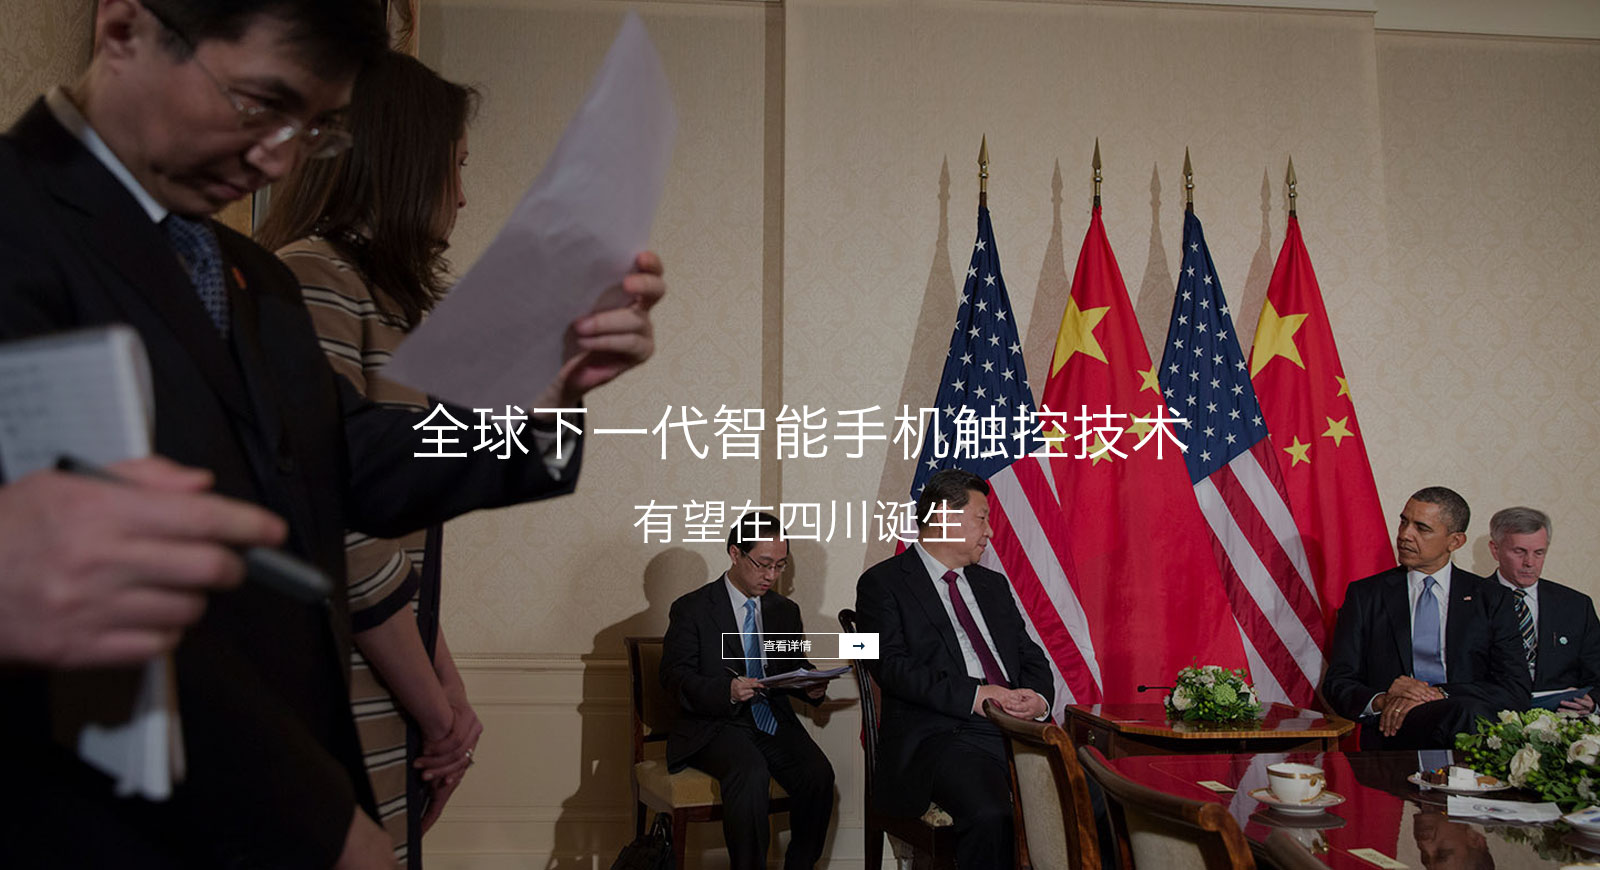 全球下一代智能手机触控技术
有望在四川诞生
查看详情